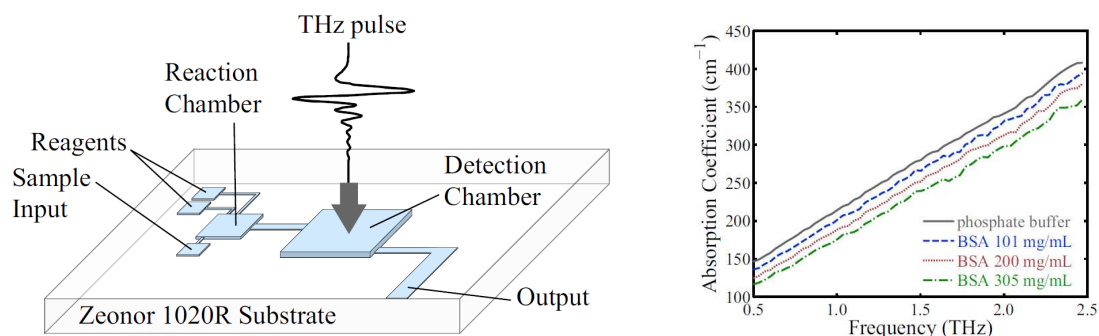 THz pulse
Reaction
Chamber
Reagents
Sample
Input
Detection
Chamber
Output
Zeonor 1020R Substrate
Absorption Coefficient (cm⁻¹)
450
400
350
300
250
200
150
100
phosphate buffer
BSA 101 mg/mL
BSA 200 mg/mL
BSA 305 mg/mL
0.5 1.0 1.5 2.0 2.5
Frequency (THz)